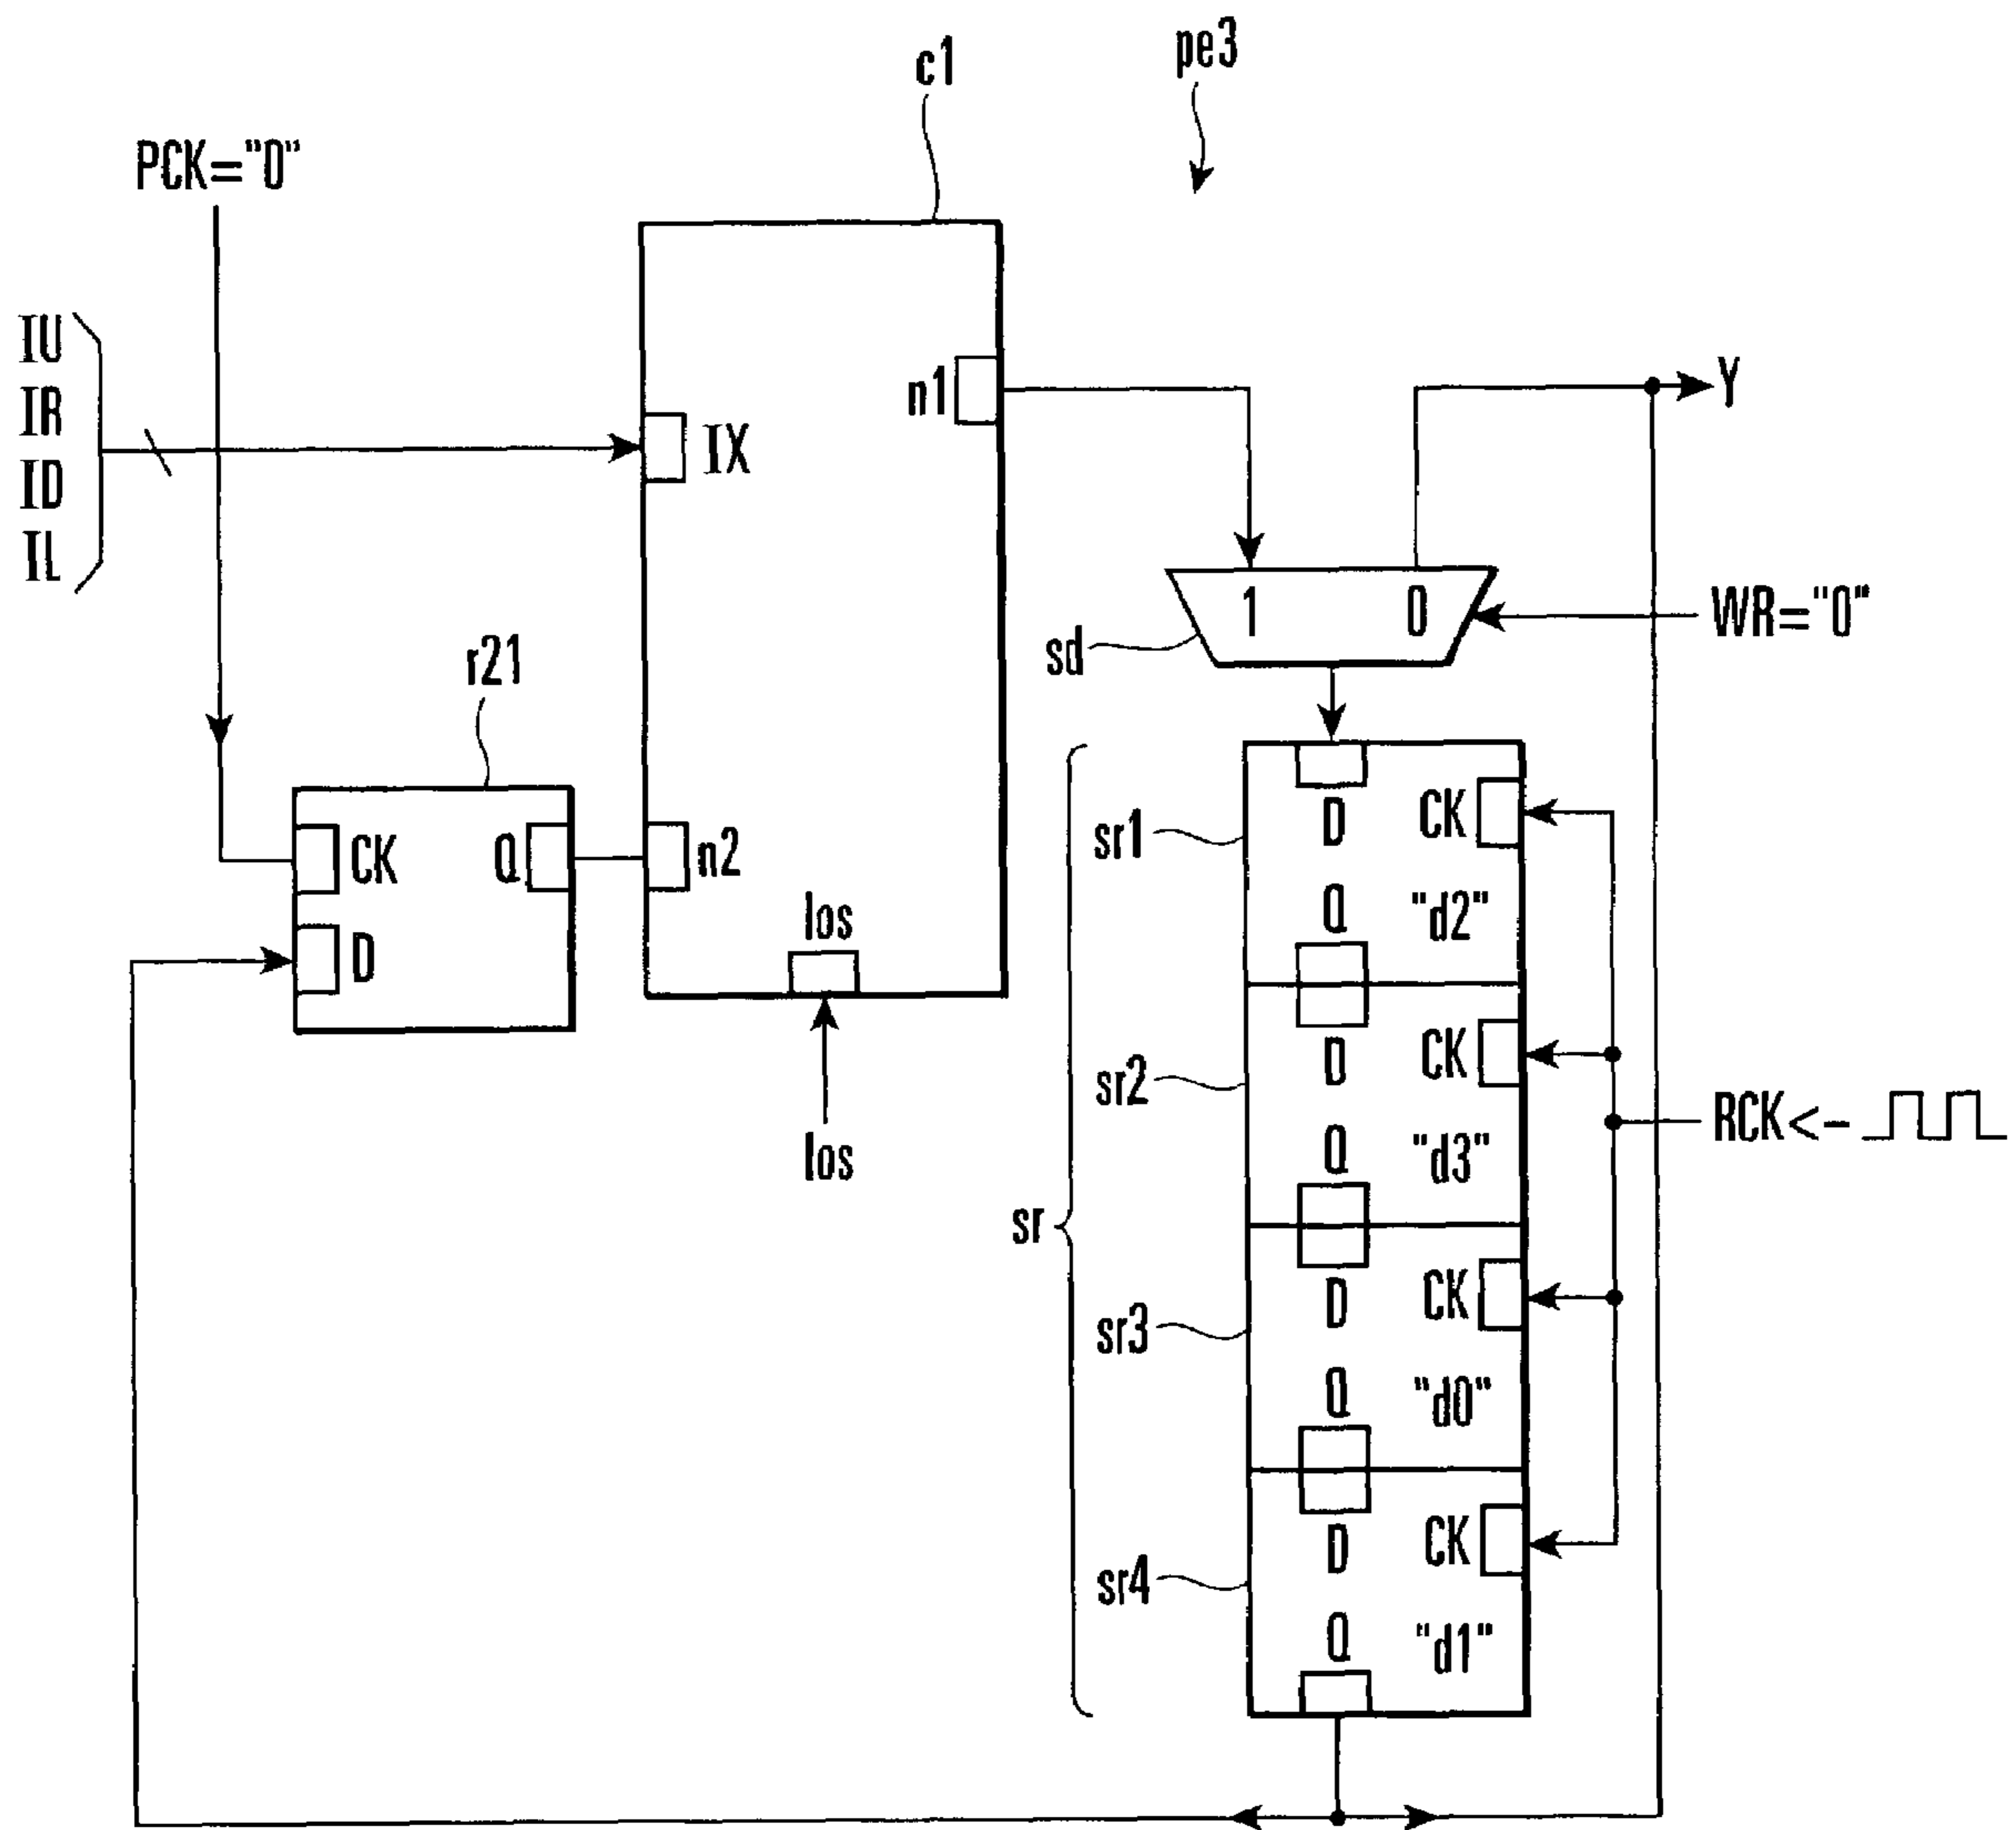 c1
pe3
PCK="0"
IU
IR
ID
IL
n1
IX
Y
1
0
WR="0"
sd
r21
CK
Q
D
n2
los
los
D
CK
sr1
Q
"d2"
D
CK
sr2
RCK<-
Q
"d3"
sr
D
CK
sr3
Q
"d0"
D
CK
sr4
Q
"d1"